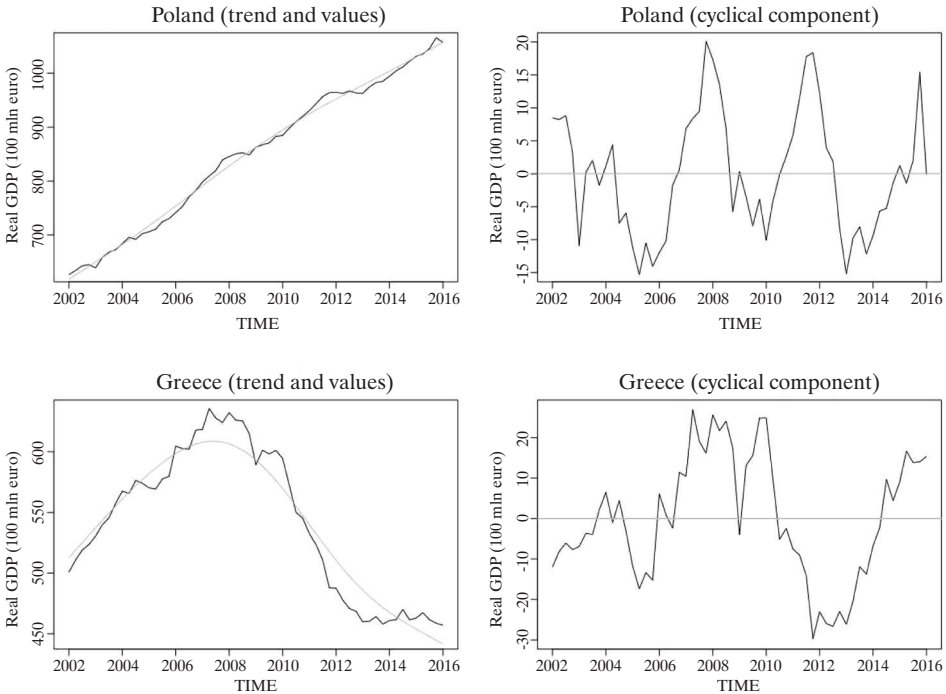 Poland (trend and values)
Real GDP (100 mln euro)
1000
900
800
700
2002 2004 2006 2008 2010 2012 2014 2016
TIME
Poland (cyclical component)
Real GDP (100 mln euro)
20
15
10
5
0
-5
-10
-15
2002 2004 2006 2008 2010 2012 2014 2016
TIME
Greece (trend and values)
Real GDP (100 mln euro)
600
550
500
450
2002 2004 2006 2008 2010 2012 2014 2016
TIME
Greece (cyclical component)
Real GDP (100 mln euro)
20
10
0
-10
-20
-30
2002 2004 2006 2008 2010 2012 2014 2016
TIME